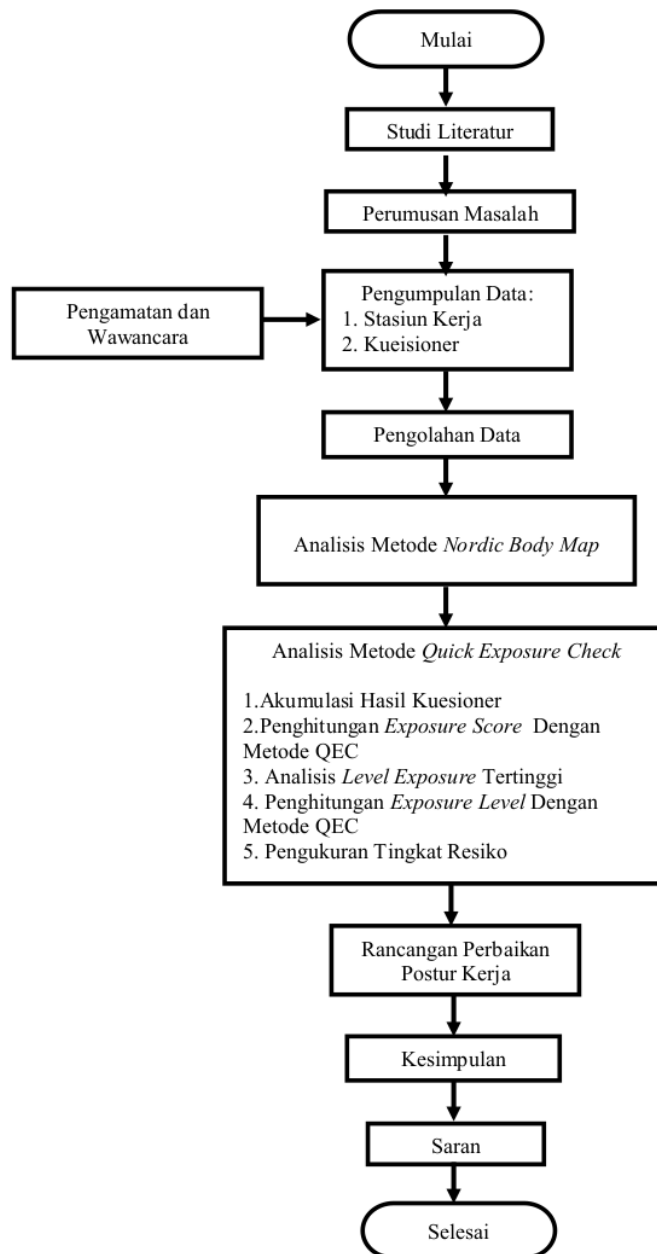 Mulai
Studi Literatur
Perumusan Masalah
Pengamatan dan
Wawancara
Pengumpulan Data:
1. Stasiun Kerja
2. Kueisioner
Pengolahan Data
Analisis Metode Nordic Body Map
Analisis Metode Quick Exposure Check
1.Akumulasi Hasil Kuesioner
2.Penghitungan Exposure Score Dengan
Metode QEC
3. Analisis Level Exposure Tertinggi
4. Penghitungan Exposure Level Dengan
Metode QEC
5. Pengukuran Tingkat Resiko
Rancangan Perbaikan
Postur Kerja
Kesimpulan
Saran
Selesai